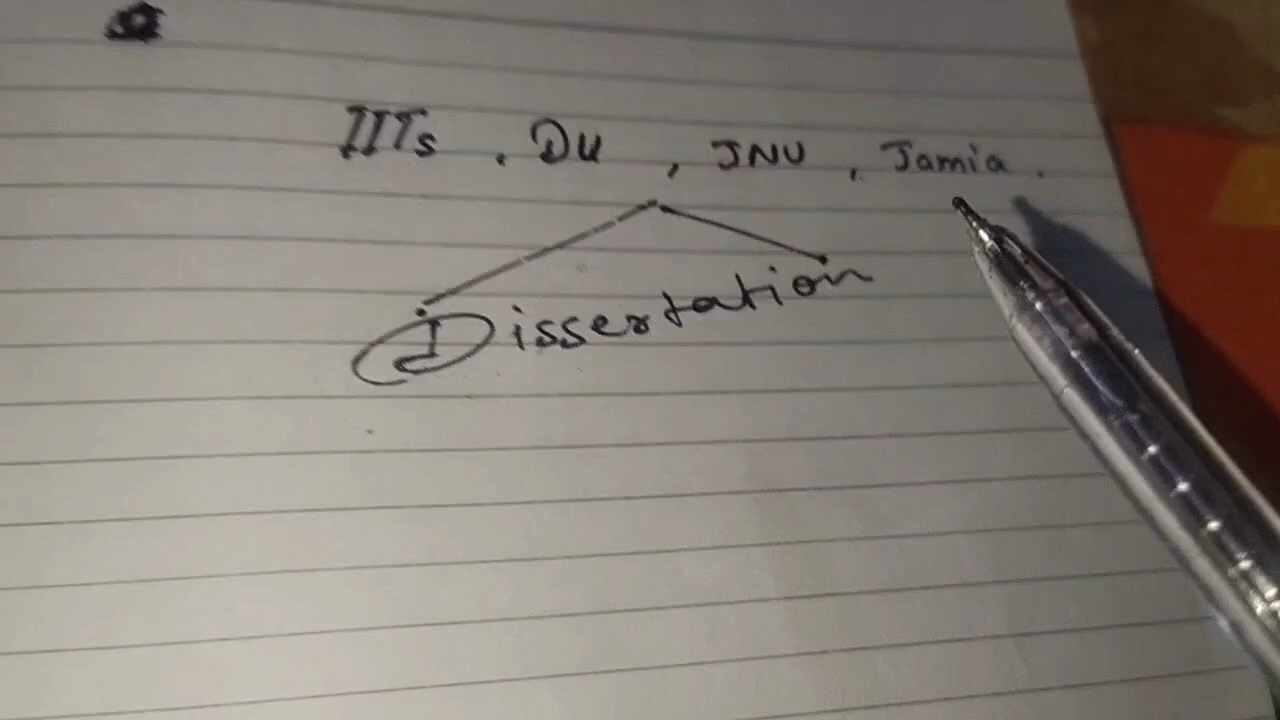 IITs , DU , JNU , Jamia .
Dissertation